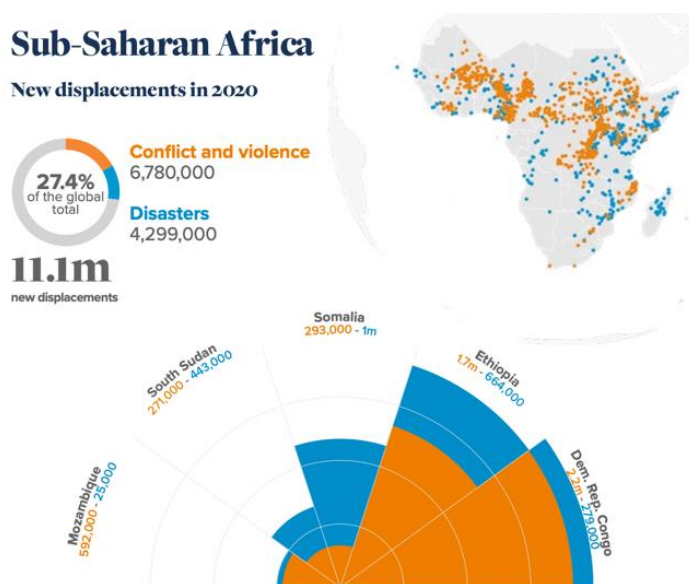 Sub-Saharan Africa
New displacements in 2020
27.4%
of the global
total
Conflict and violence
6,780,000
Disasters
4,299,000
11.1m
new displacements
Somalia
293,000 - 1m
South Sudan
271,000 - 443,000
Ethiopia
1.7m - 664,000
Mozambique
592,000 - 25,000
Dem. Rep. Congo
2.2m - 279,000